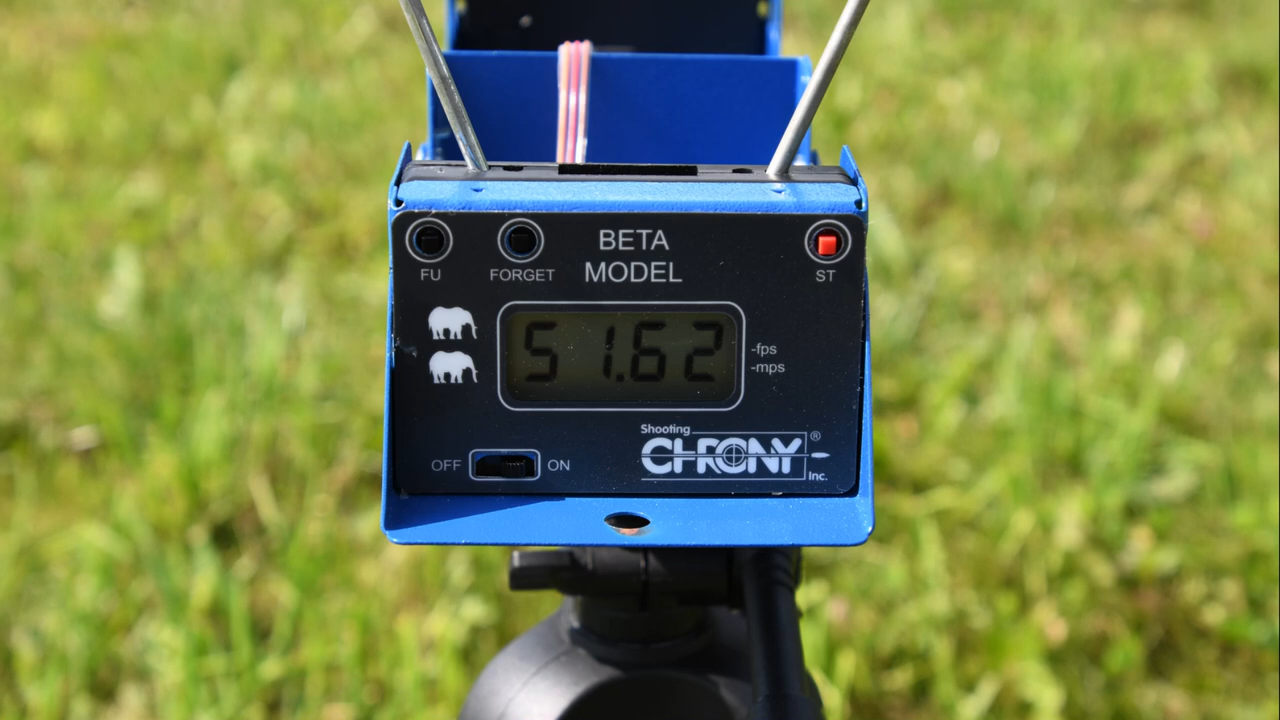 BETA
MODEL
FU
FORGET
ST
51.62
-fps
-mps
Shooting
CHRONY®
Inc.
OFF
ON